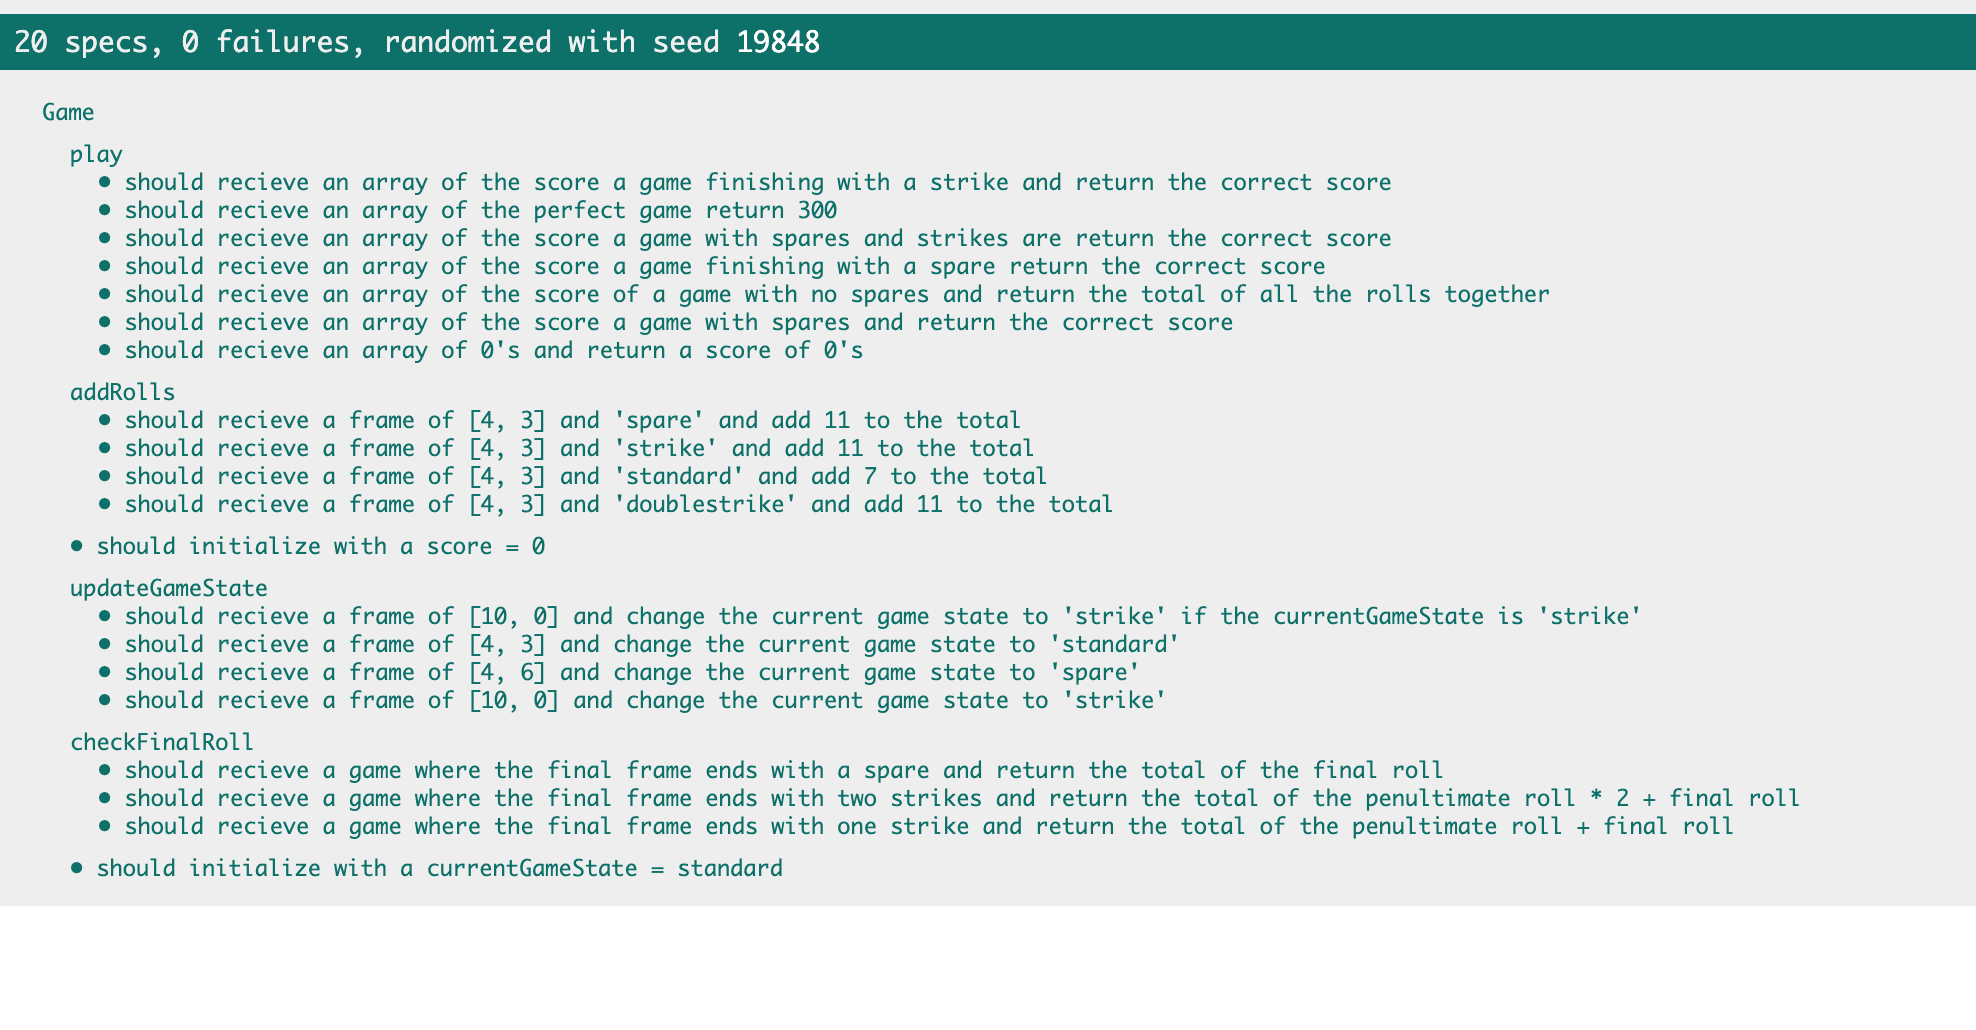 20 specs, 0 failures, randomized with seed 19848
Game
play
• should recieve an array of the score a game finishing with a strike and return the correct score
• should recieve an array of the perfect game return 300
• should recieve an array of the score a game with spares and strikes are return the correct score
• should recieve an array of the score a game finishing with a spare return the correct score
• should recieve an array of the score of a game with no spares and return the total of all the rolls together
• should recieve an array of the score a game with spares and return the correct score
• should recieve an array of 0's and return a score of 0's
addRolls
• should recieve a frame of [4, 3] and 'spare' and add 11 to the total
• should recieve a frame of [4, 3] and 'strike' and add 11 to the total
• should recieve a frame of [4, 3] and 'standard' and add 7 to the total
• should recieve a frame of [4, 3] and 'doublestrike' and add 11 to the total
• should initialize with a score = 0
updateGameState
• should recieve a frame of [10, 0] and change the current game state to 'strike' if the currentGameState is 'strike'
• should recieve a frame of [4, 3] and change the current game state to 'standard'
• should recieve a frame of [4, 6] and change the current game state to 'spare'
• should recieve a frame of [10, 0] and change the current game state to 'strike'
checkFinalRoll
• should recieve a game where the final frame ends with a spare and return the total of the final roll
• should recieve a game where the final frame ends with two strikes and return the total of the penultimate roll * 2 + final roll
• should recieve a game where the final frame ends with one strike and return the total of the penultimate roll + final roll
• should initialize with a currentGameState = standard